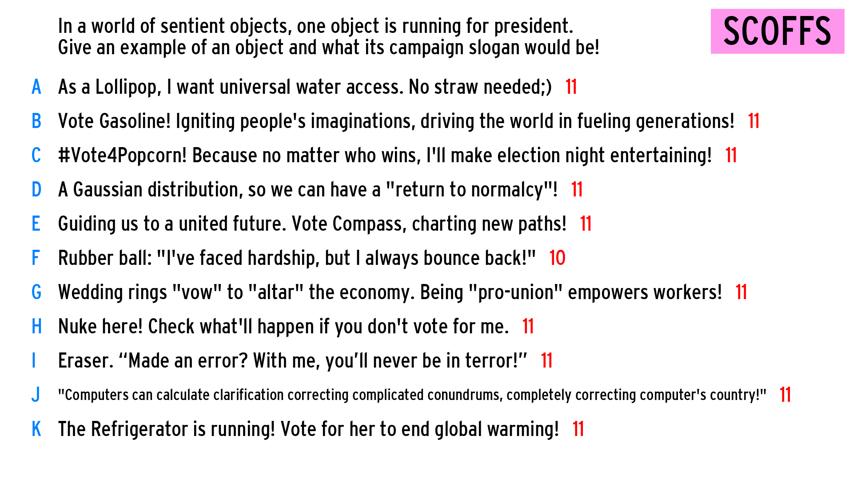 In a world of sentient objects, one object is running for president.
Give an example of an object and what its campaign slogan would be!
SCOFFS
A As a Lollipop, I want universal water access. No straw needed;) 11
B Vote Gasoline! Igniting people's imaginations, driving the world in fueling generations! 11
C #Vote4Popcorn! Because no matter who wins, I'll make election night entertaining! 11
D A Gaussian distribution, so we can have a "return to normalcy"! 11
E Guiding us to a united future. Vote Compass, charting new paths! 11
F Rubber ball: "I've faced hardship, but I always bounce back!" 10
G Wedding rings "vow" to "altar" the economy. Being "pro-union" empowers workers! 11
H Nuke here! Check what'll happen if you don't vote for me. 11
I Eraser. “Made an error? With me, you’ll never be in terror!” 11
J "Computers can calculate clarification correcting complicated conundrums, completely correcting computer's country!" 11
K The Refrigerator is running! Vote for her to end global warming! 11